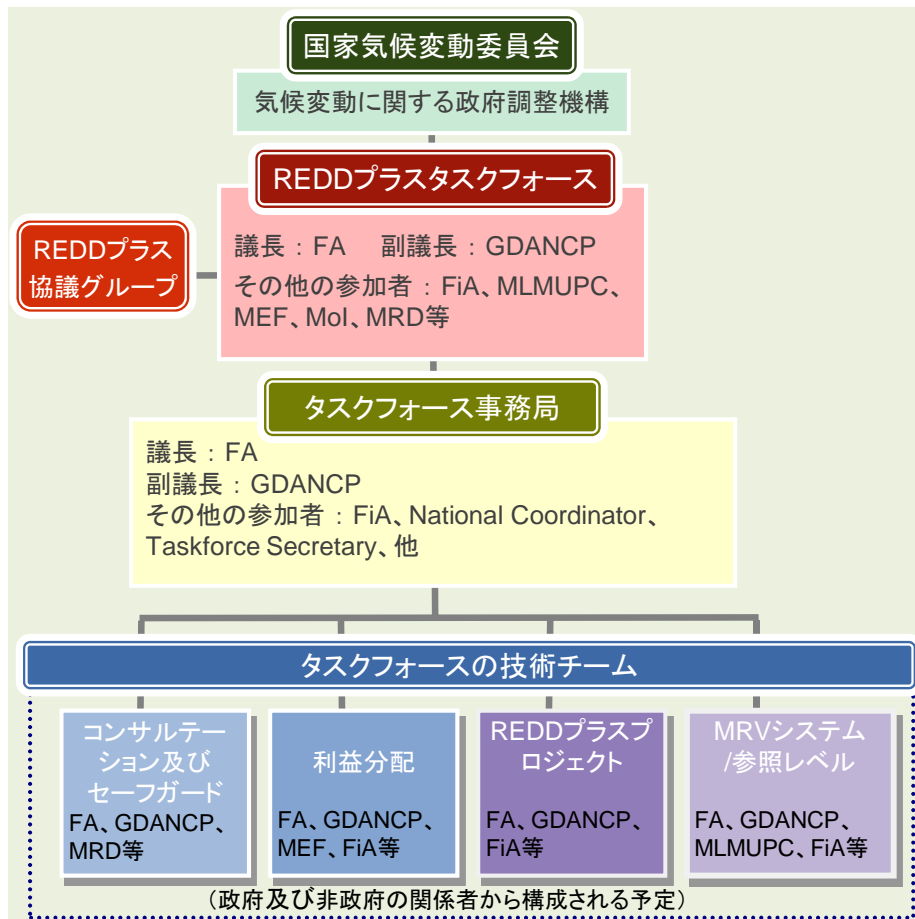 国家気候変動委員会
気候変動に関する政府調整機構
REDDプラスタスクフォース
REDDプラス
協議グループ
議長：FA　副議長：GDANCP
その他の参加者：FiA、MLMUPC、
MEF、MoI、MRD等
タスクフォース事務局
議長：FA
副議長：GDANCP
その他の参加者：FiA、National Coordinator、
Taskforce Secretary、他
タスクフォースの技術チーム
コンサルテー
ション及び
セーフガード
FA、GDANCP、
MRD等
利益分配
FA、GDANCP、
MEF、FiA等
REDDプラスプ
ロジェクト
FA、GDANCP、
FiA等
MRVシステム
/参照レベル
FA、GDANCP、
MLMUPC、FiA等
（政府及び非政府の関係者から構成される予定）